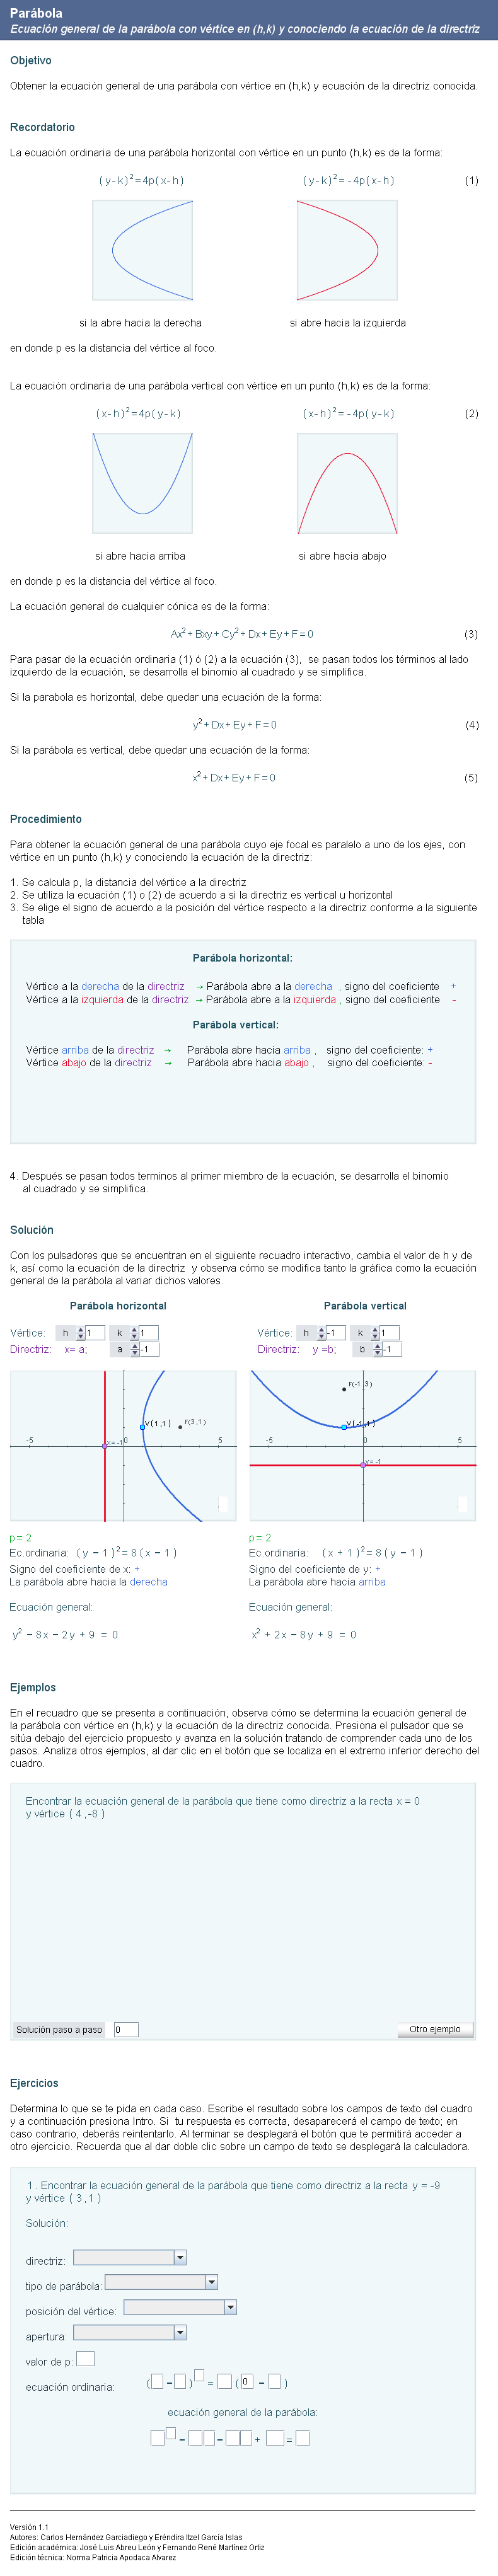 Parábola
Ecuación general de la parábola con vértice en (h,k) y conociendo la ecuación de la directriz
Objetivo
Obtener la ecuación general de una parábola con vértice en (h,k) y ecuación de la directriz conocida.
Recordatorio
La ecuación ordinaria de una parábola horizontal con vértice en un punto (h,k) es de la forma:
(y-k)²=4p(x-h) (y-k)²=-4p(x-h) (1)
si la abre hacia la derecha si abre hacia la izquierda
en donde p es la distancia del vértice al foco.
La ecuación ordinaria de una parábola vertical con vértice en un punto (h,k) es de la forma:
(x-h)²=4p(y-k) (x-h)²=-4p(y-k) (2)
si abre hacia arriba si abre hacia abajo
en donde p es la distancia del vértice al foco.
La ecuación general de cualquier cónica es de la forma:
Ax²+Bxy+Cy²+Dx+Ey+F=0 (3)
Para pasar de la ecuación ordinaria (1) ó (2) a la ecuación (3), se pasan todos los términos al lado
izquierdo de la ecuación, se desarrolla el binomio al cuadrado y se simplifica.
Si la parabola es horizontal, debe quedar una ecuación de la forma:
y²+Dx+Ey+F=0 (4)
Si la parábola es vertical, debe quedar una ecuación de la forma:
x²+Dx+Ey+F=0 (5)
Procedimiento
Para obtener la ecuación general de una parábola cuyo eje focal es paralelo a uno de los ejes, con
vértice en un punto (h,k) y conociendo la ecuación de la directriz:
1. Se calcula p, la distancia del vértice a la directriz
2. Se utiliza la ecuación (1) o (2) de acuerdo a si la directriz es vertical u horizontal
3. Se elige el signo de acuerdo a la posición del vértice respecto a la directriz conforme a la siguiente
tabla
Parábola horizontal:
Vértice a la derecha de la directriz → Parábola abre a la derecha , signo del coeficiente +
Vértice a la izquierda de la directriz → Parábola abre a la izquierda , signo del coeficiente -
Parábola vertical:
Vértice arriba de la directriz → Parábola abre hacia arriba , signo del coeficiente: +
Vértice abajo de la directriz → Parábola abre hacia abajo , signo del coeficiente: -
4. Después se pasan todos terminos al primer miembro de la ecuación, se desarrolla el binomio
al cuadrado y se simplifica.
Solución
Con los pulsadores que se encuentran en el siguiente recuadro interactivo, cambia el valor de h y de
k, así como la ecuación de la directriz y observa cómo se modifica tanto la gráfica como la ecuación
general de la parábola al variar dichos valores.
Parábola horizontal Parábola vertical
Vértice: h 1 k 1 Vértice: h -1 k 1
Directriz: x= a; a -1 Directriz: y =b; b -1
V(1,1) F(3,1) -5 x=-1 0 5
F(-1,3) V(-1,1) -5 0 5 y=-1
p= 2 p= 2
Ec.ordinaria: (y − 1)²= 8(x − 1) Ec.ordinaria: (x + 1)²= 8(y − 1)
Signo del coeficiente de x: + Signo del coeficiente de y: +
La parábola abre hacia la derecha La parábola abre hacia arriba
Ecuación general: Ecuación general:
y² − 8x − 2y + 9 = 0 x² + 2x − 8y + 9 = 0
Ejemplos
En el recuadro que se presenta a continuación, observa cómo se determina la ecuación general de
la parábola con vértice en (h,k) y la ecuación de la directriz conocida. Presiona el pulsador que se
sitúa debajo del ejercicio propuesto y avanza en la solución tratando de comprender cada uno de los
pasos. Analiza otros ejemplos, al dar clic en el botón que se localiza en el extremo inferior derecho del
cuadro.
Encontrar la ecuación general de la parábola que tiene como directriz a la recta x = 0
y vértice ( 4 ,-8 )
Solución paso a paso 0 Otro ejemplo
Ejercicios
Determina lo que se te pida en cada caso. Escribe el resultado sobre los campos de texto del cuadro
y a continuación presiona Intro. Si tu respuesta es correcta, desaparecerá el campo de texto; en
caso contrario, deberás reintentarlo. Al terminar se desplegará el botón que te permitirá acceder a
otro ejercicio. Recuerda que al dar doble clic sobre un campo de texto se desplegará la calculadora.
1. Encontrar la ecuación general de la parábola que tiene como directriz a la recta y = -9
y vértice ( 3 ,1 )
Solución:
directriz:
tipo de parábola:
posición del vértice:
apertura:
valor de p:
ecuación ordinaria: ( − ) = ( 0 − )
ecuación general de la parábola:
− − + =
Versión 1.1
Autores: Carlos Hernández Garciadiego y Eréndira Itzel García Islas
Edición académica: José Luis Abreu León y Fernando René Martínez Ortiz
Edición técnica: Norma Patricia Apodaca Alvarez